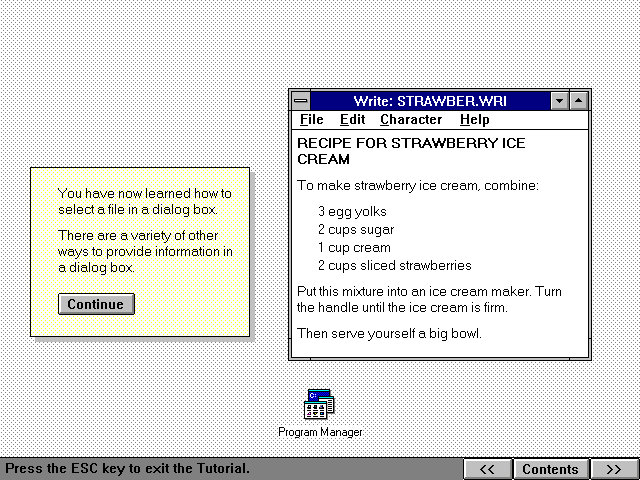 Write: STRAWBER.WRI
File Edit Character Help
RECIPE FOR STRAWBERRY ICE
CREAM
To make strawberry ice cream, combine:
3 egg yolks
2 cups sugar
1 cup cream
2 cups sliced strawberries
Put this mixture into an ice cream maker. Turn
the handle until the ice cream is firm.
Then serve yourself a big bowl.
You have now learned how to
select a file in a dialog box.
There are a variety of other
ways to provide information in
a dialog box.
Continue
Program Manager
Press the ESC key to exit the Tutorial.
<< Contents >>